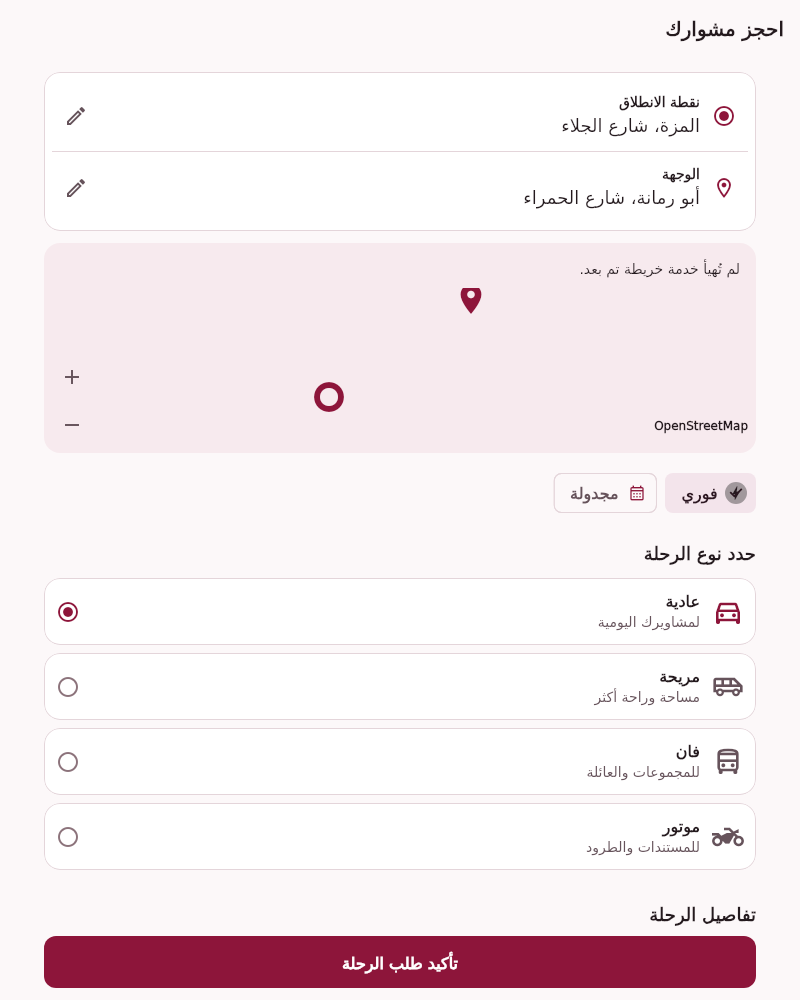 احجز مشوارك
نقطة الانطلاق
المزة، شارع الجلاء
الوجهة
أبو رمانة، شارع الحمراء
لم تُهيأ خدمة خريطة تم بعد.
OpenStreetMap
فوري
مجدولة
حدد نوع الرحلة
عادية
لمشاويرك اليومية
مريحة
مساحة وراحة أكثر
فان
للمجموعات والعائلة
موتور
للمستندات والطرود
تفاصيل الرحلة
تأكيد طلب الرحلة